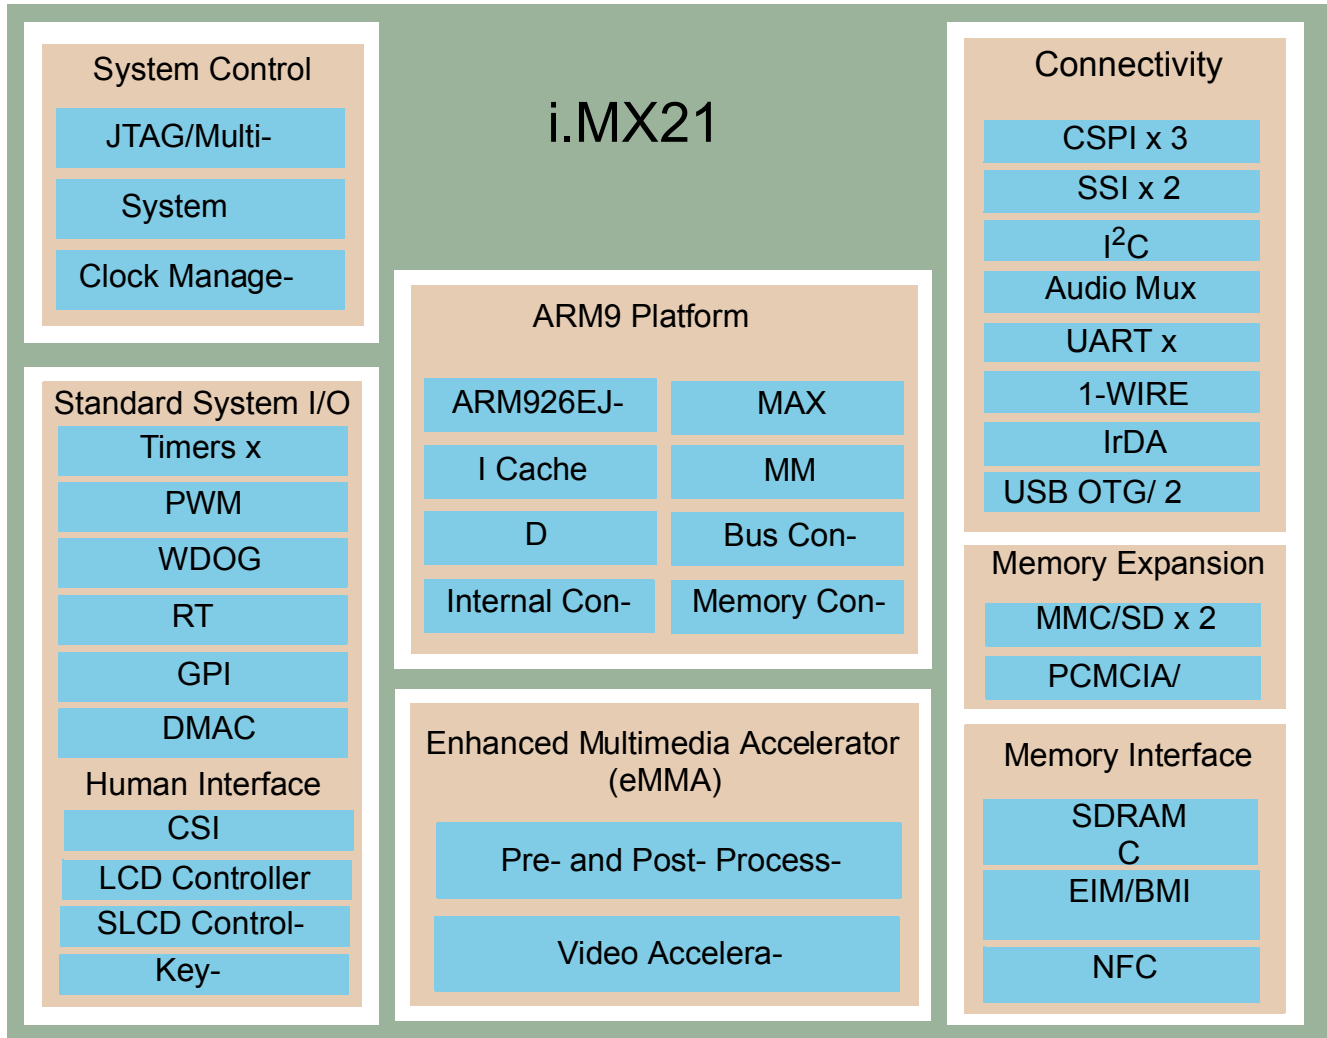 i.MX21
System Control
JTAG/Multi-
System
Clock Manage-
Standard System I/O
Timers x
PWM
WDOG
RT
GPI
DMAC
Human Interface
CSI
LCD Controller
SLCD Control-
Key-
ARM9 Platform
ARM926EJ-
MAX
I Cache
MM
D
Bus Con-
Internal Con-
Memory Con-
Enhanced Multimedia Accelerator
(eMMA)
Pre- and Post- Process-
Video Accelera-
Connectivity
CSPI x 3
SSI x 2
I²C
Audio Mux
UART x
1-WIRE
IrDA
USB OTG/ 2
Memory Expansion
MMC/SD x 2
PCMCIA/
Memory Interface
SDRAM
C
EIM/BMI
NFC